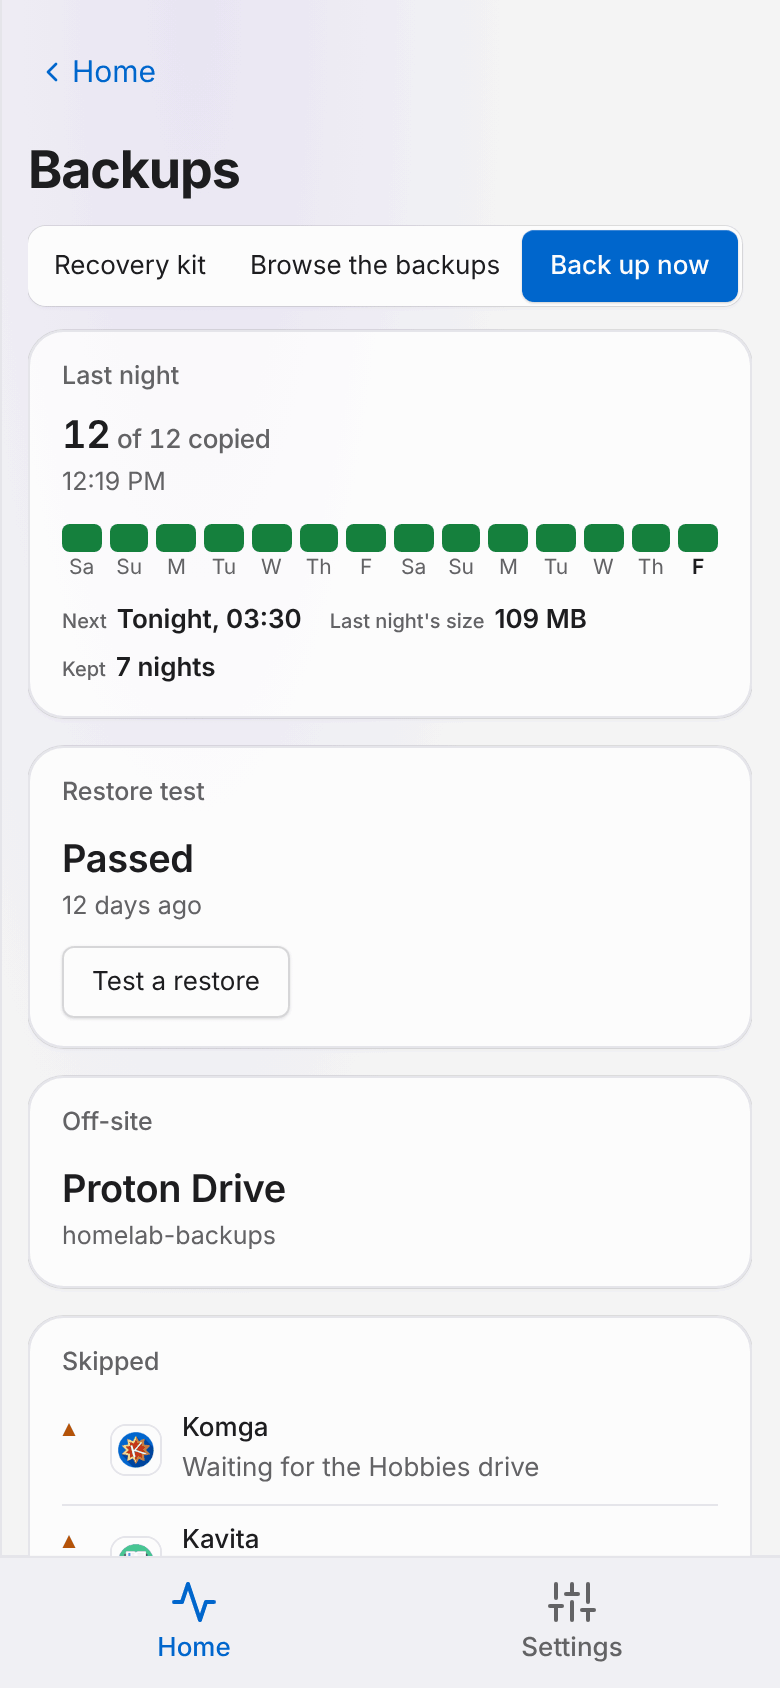 Home
Backups
Recovery kit Browse the backups Back up now
Last night
12 of 12 copied
12:19 PM
Sa Su M Tu W Th F Sa Su M Tu W Th F
Next Tonight, 03:30 Last night's size 109 MB
Kept 7 nights
Restore test
Passed
12 days ago
Test a restore
Off-site
Proton Drive
homelab-backups
Skipped
Komga
Waiting for the Hobbies drive
Kavita
Home Settings